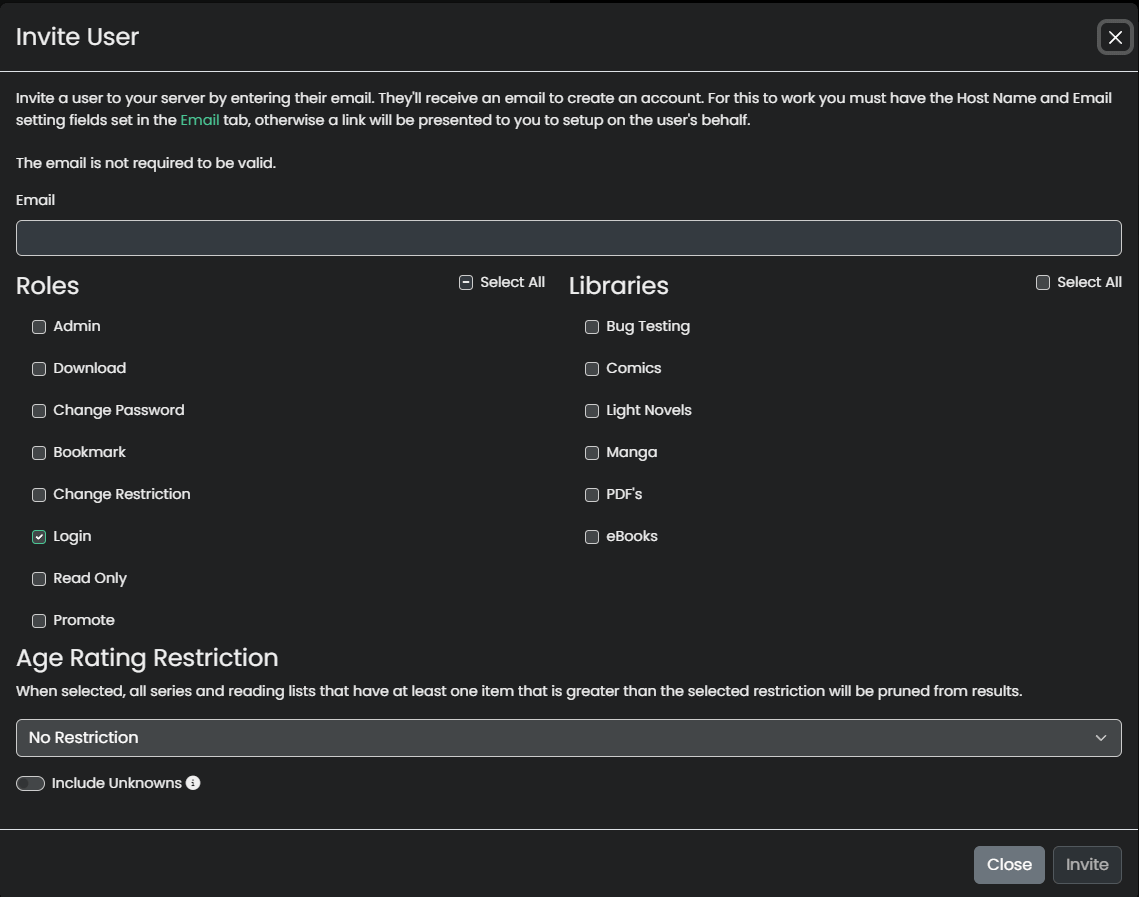 Invite User
Invite a user to your server by entering their email. They'll receive an email to create an account. For this to work you must have the Host Name and Email
setting fields set in the Email tab, otherwise a link will be presented to you to setup on the user's behalf.
The email is not required to be valid.
Email
Roles
Select All
Admin
Download
Change Password
Bookmark
Change Restriction
Login
Read Only
Promote
Libraries
Select All
Bug Testing
Comics
Light Novels
Manga
PDF's
eBooks
Age Rating Restriction
When selected, all series and reading lists that have at least one item that is greater than the selected restriction will be pruned from results.
No Restriction
Include Unknowns
Close
Invite